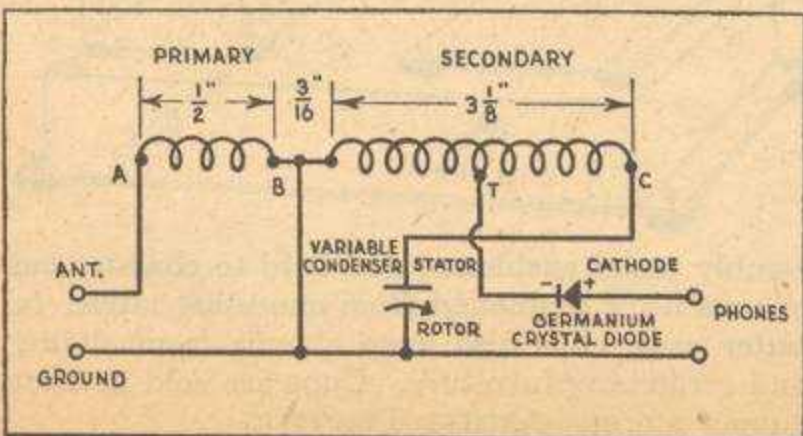 PRIMARY
SECONDARY
1/2"
3/16"
3 1/8"
A
B
T
C
ANT.
VARIABLE
CONDENSER
STATOR
CATHODE
- +
ROTOR
PHONES
GERMANIUM
CRYSTAL DIODE
GROUND